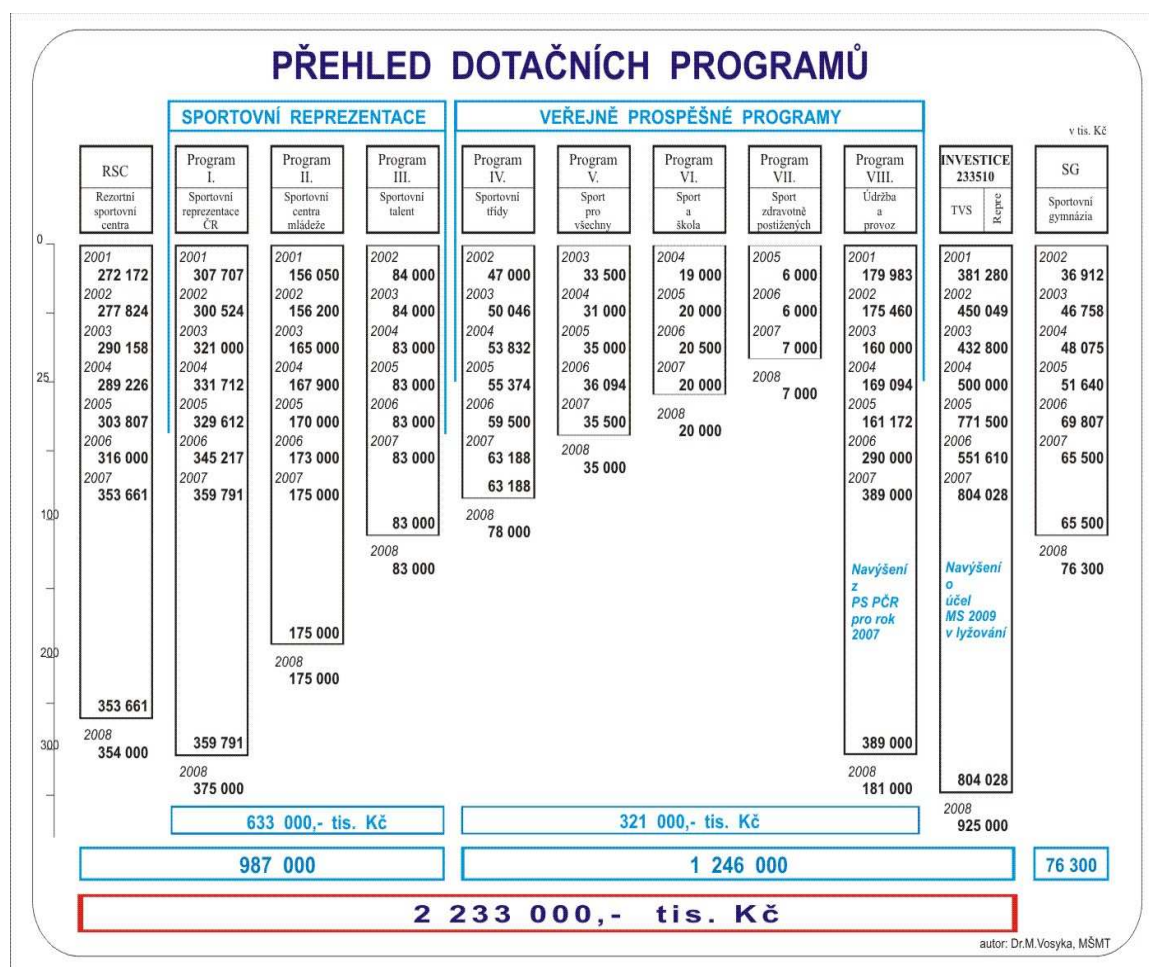 PŘEHLED DOTAČNÍCH PROGRAMŮ
SPORTOVNÍ REPREZENTACE
VEŘEJNĚ PROSPĚŠNÉ PROGRAMY
v tis. Kč
RSC
Rezortní
sportovní
centra
2001
272 172
2002
277 824
2003
290 158
2004
289 226
2005
303 807
2006
316 000
2007
353 661
353 661
2008
354 000
Program
I.
Sportovní
reprezentace
ČR
2001
307 707
2002
300 524
2003
321 000
2004
331 712
2005
329 612
2006
345 217
2007
359 791
359 791
2008
375 000
Program
II.
Sportovní
centra
mládeže
2001
156 050
2002
156 200
2003
165 000
2004
167 900
2005
170 000
2006
173 000
2007
175 000
175 000
2008
175 000
Program
III.
Sportovní
talent
2002
84 000
2003
84 000
2004
83 000
2005
83 000
2006
83 000
2007
83 000
83 000
2008
83 000
Program
IV.
Sportovní
třídy
2002
47 000
2003
50 046
2004
53 832
2005
55 374
2006
59 500
2007
63 188
63 188
2008
78 000
Program
V.
Sport
pro
všechny
2003
33 500
2004
31 000
2005
35 000
2006
36 094
2007
35 500
2008
35 000
Program
VI.
Sport
a
škola
2004
19 000
2005
20 000
2006
20 500
2007
20 000
2008
20 000
Program
VII.
Sport
zdravotně
postižených
2005
6 000
2006
6 000
2007
7 000
2008
7 000
Program
VIII.
Údržba
a
provoz
2001
179 983
2002
175 460
2003
160 000
2004
169 094
2005
161 172
2006
290 000
2007
389 000
Navýšení
z
PS PČR
pro rok
2007
389 000
2008
181 000
INVESTICE
233510
TVS
Repre
2001
381 280
2002
450 049
2003
432 800
2004
500 000
2005
771 500
2006
551 610
2007
804 028
Navýšení
o
účel
MS 2009
v lyžování
804 028
2008
925 000
SG
Sportovní
gymnázia
2002
36 912
2003
46 758
2004
48 075
2005
51 640
2006
69 807
2007
65 500
65 500
2008
76 300
0
25
100
200
300
633 000,- tis. Kč
321 000,- tis. Kč
987 000
1 246 000
76 300
2 233 000,- tis. Kč
autor: Dr.M.Vosyka, MŠMT